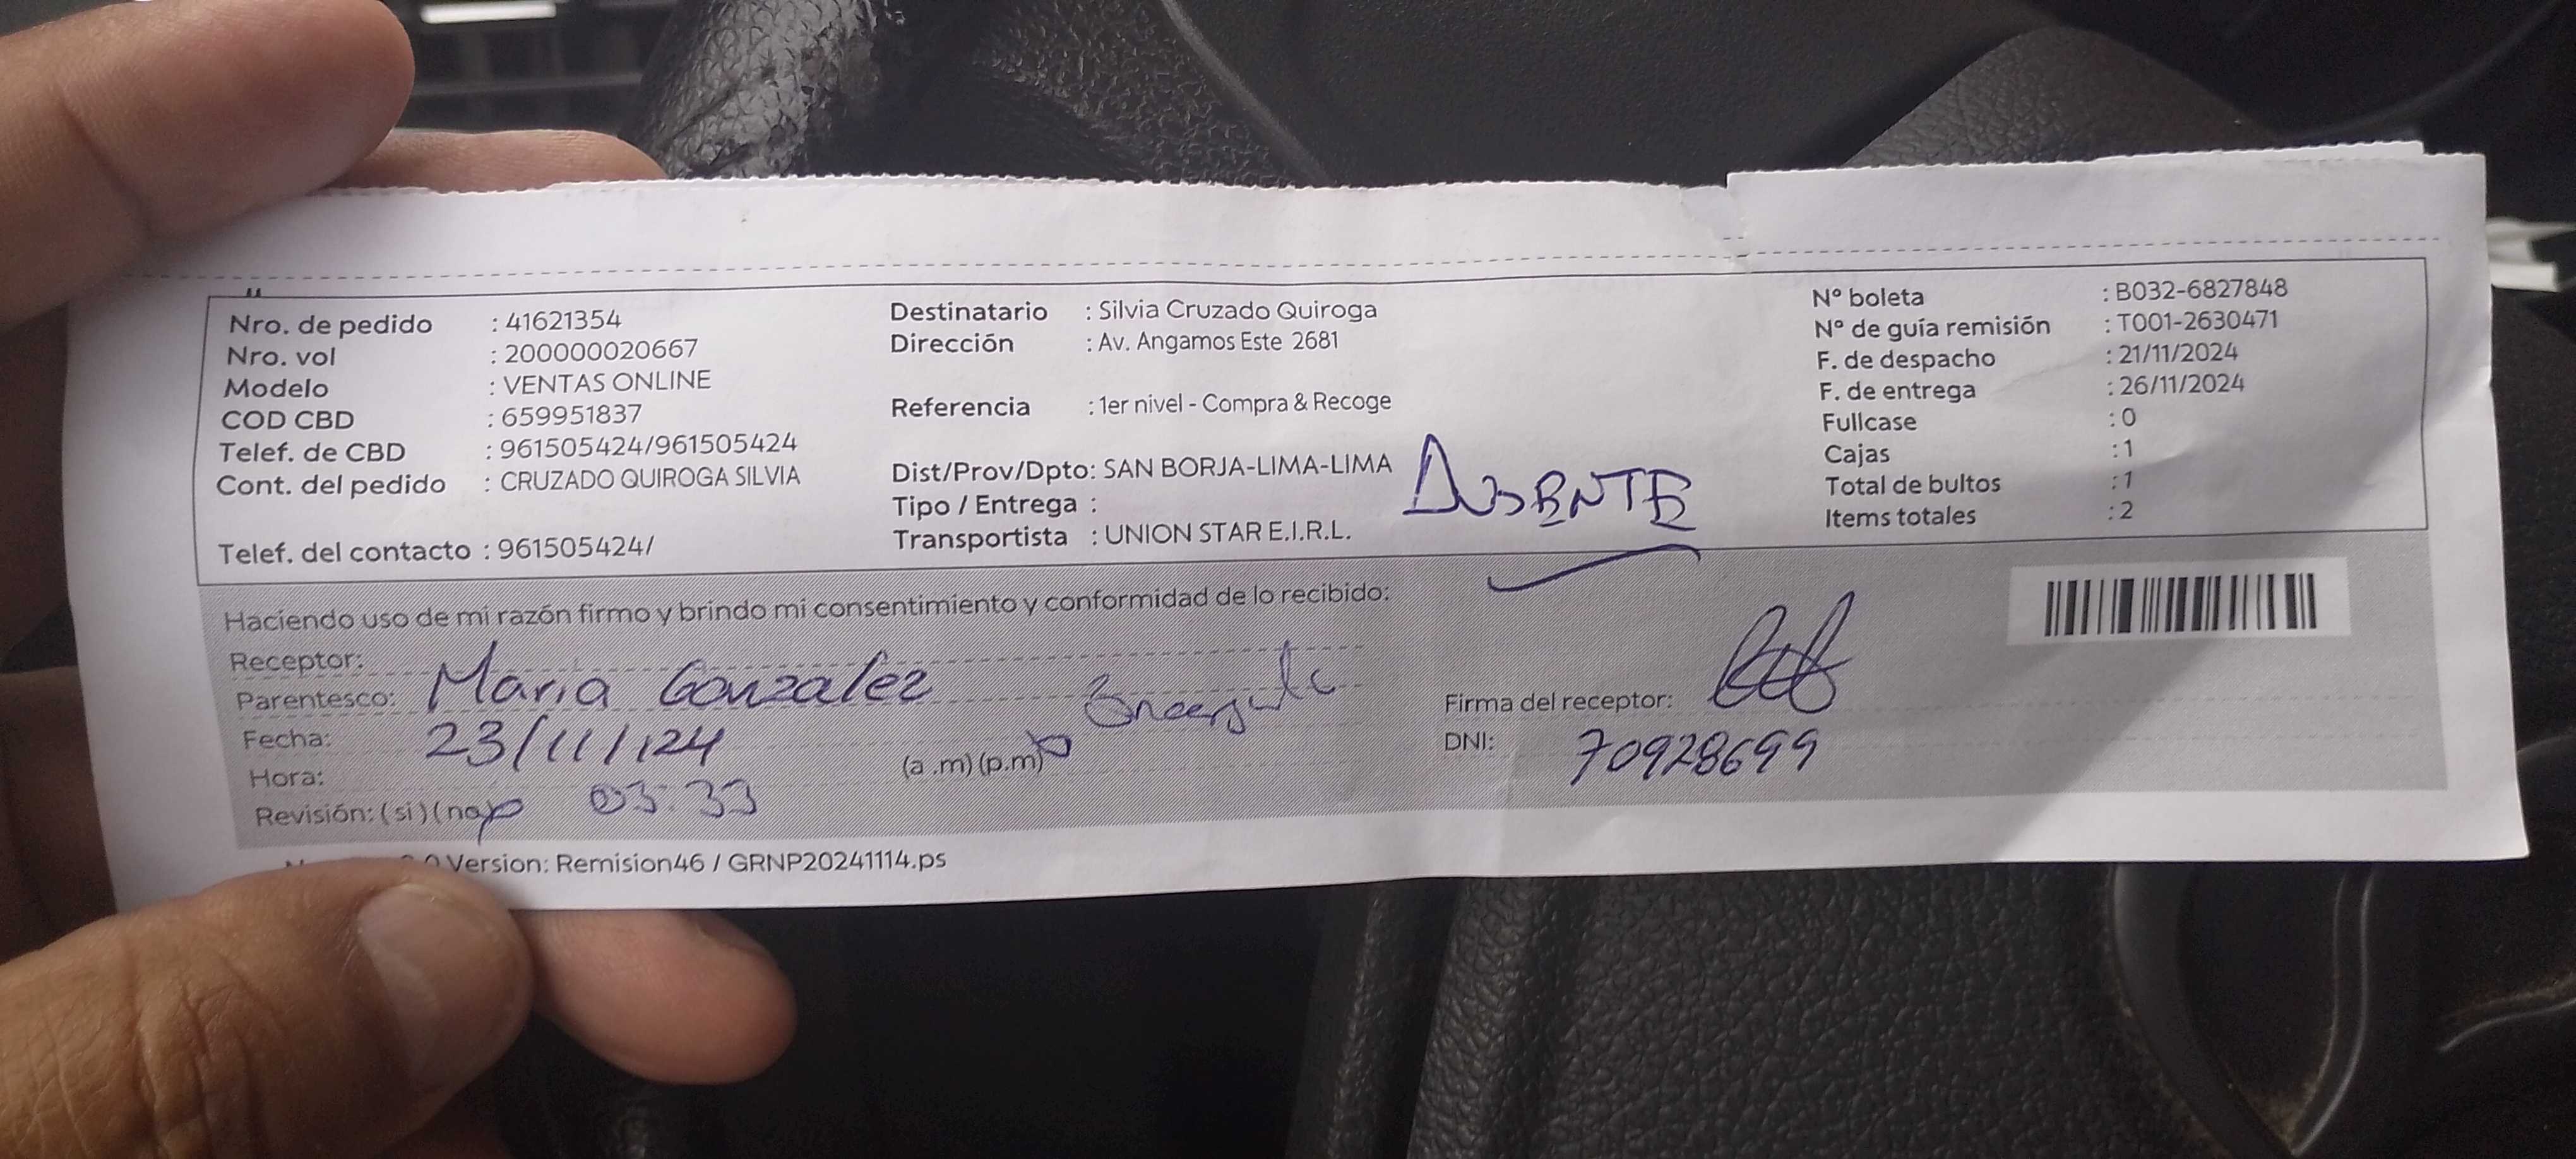 Nro. de pedido : 41621354
Nro. vol : 200000020667
Modelo : VENTAS ONLINE
COD CBD : 659951837
Telef. de CBD : 961505424/961505424
Cont. del pedido : CRUZADO QUIROGA SILVIA
Telef. del contacto : 961505424/
Destinatario : Silvia Cruzado Quiroga
Dirección : Av. Angamos Este 2681
Referencia : 1er nivel - Compra & Recoge
Dist/Prov/Dpto: SAN BORJA-LIMA-LIMA
Tipo / Entrega :
Transportista : UNION STAR E.I.R.L.
AUSENTE
N° boleta : B032-6827848
N° de guía remisión : T001-2630471
F. de despacho : 21/11/2024
F. de entrega : 26/11/2024
Fullcase : 0
Cajas : 1
Total de bultos : 1
Items totales : 2
Haciendo uso de mi razón firmo y brindo mi consentimiento y conformidad de lo recibido:
Receptor:
Parentesco: Maria Gonzalez
Fecha: 23/11/24
Hora: (a.m) (p.m)
Revisión: (si) (no) 03:33
Firma del receptor:
DNI: 70928699
Version: Remision46 / GRNP20241114.ps